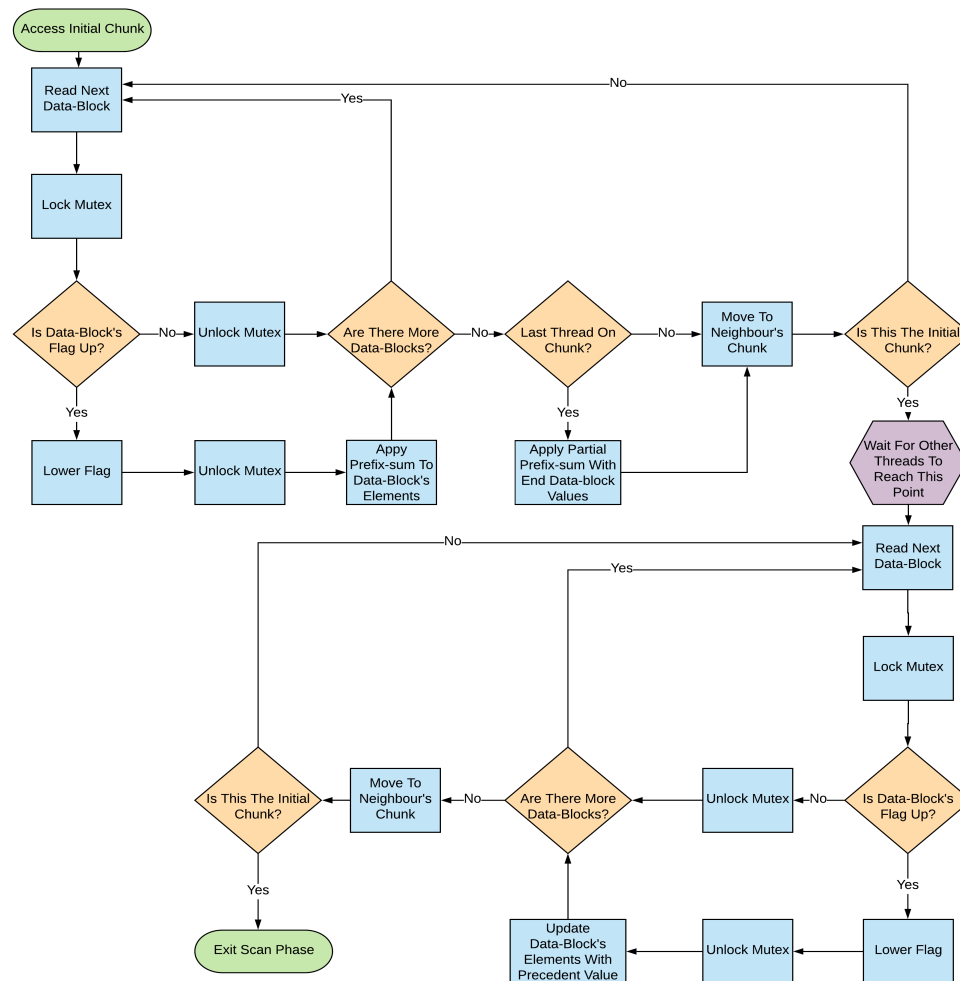 Access Initial Chunk
Read Next
Data-Block
No
Yes
Lock Mutex
Is Data-Block's
Flag Up?
No
Unlock Mutex
Are There More
Data-Blocks?
No
Last Thread On
Chunk?
No
Move To
Neighbour's
Chunk
Is This The Initial
Chunk?
Yes
Yes
Yes
Lower Flag
Unlock Mutex
Appy
Prefix-sum To
Data-Block's
Elements
Apply Partial
Prefix-sum With
End Data-block
Values
Wait For Other
Threads To
Reach This
Point
No
Yes
Read Next
Data-Block
Lock Mutex
Is This The Initial
Chunk?
Move To
Neighbour's
Chunk
No
Are There More
Data-Blocks?
Unlock Mutex
No
Is Data-Block's
Flag Up?
Yes
Yes
Exit Scan Phase
Update
Data-Block's
Elements With
Precedent Value
Unlock Mutex
Lower Flag